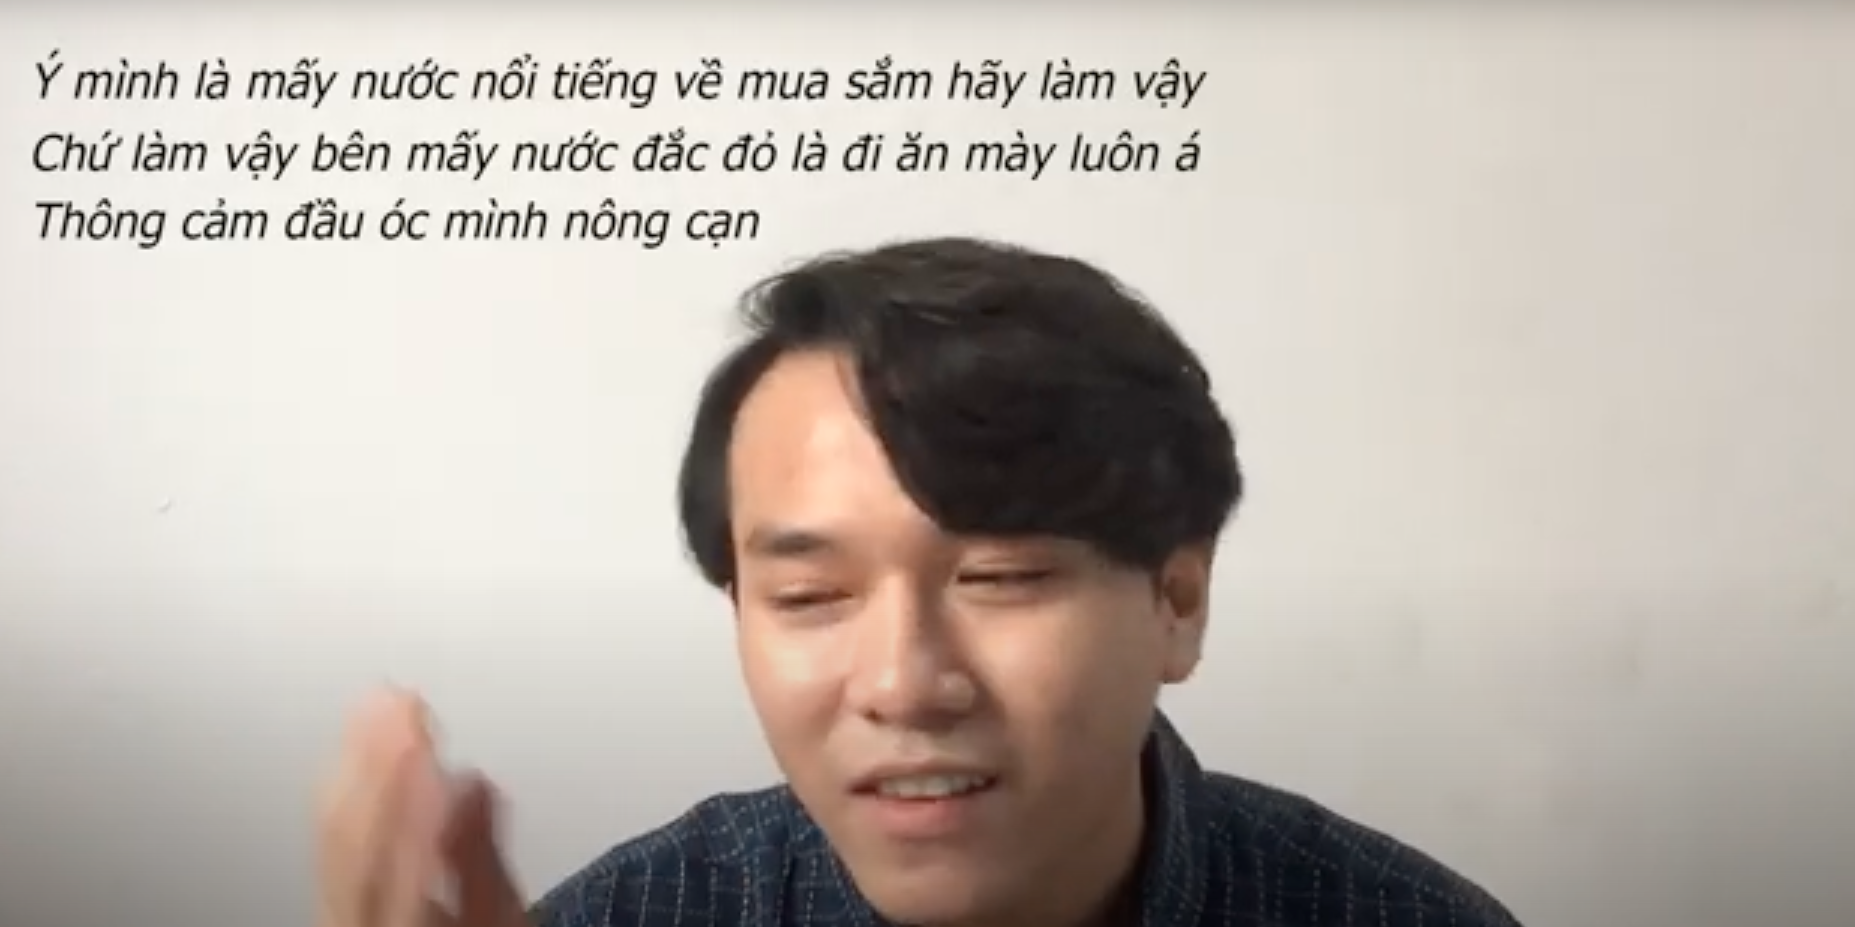 Ý mình là mấy nước nổi tiếng về mua sắm hãy làm vậy
Chứ làm vậy bên mấy nước đắc đỏ là đi ăn mày luôn á
Thông cảm đầu óc mình nông cạn